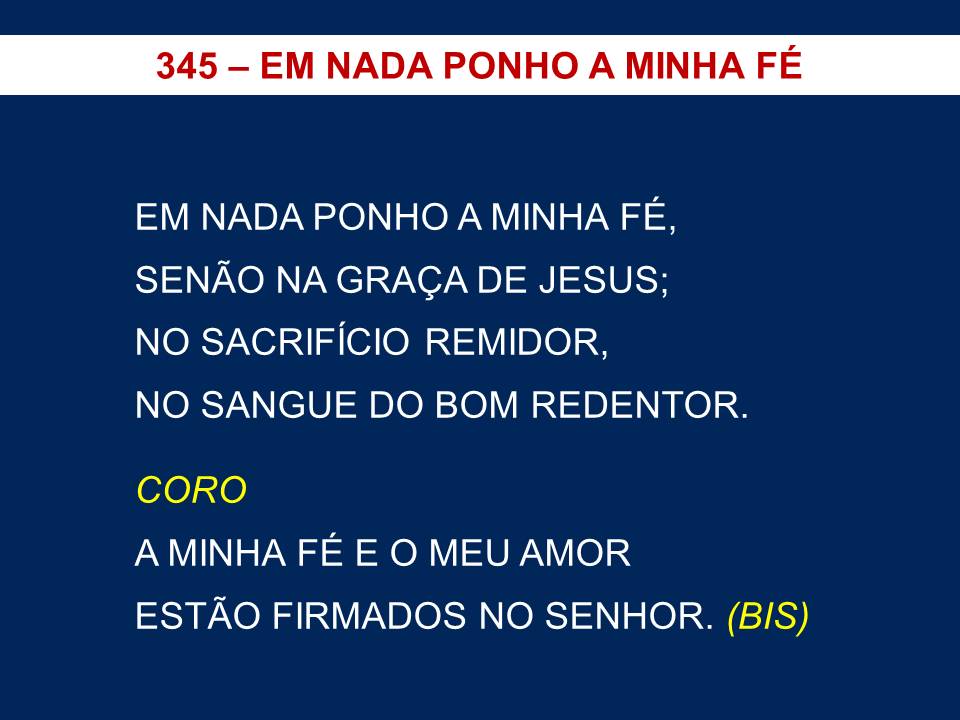 345 – EM NADA PONHO A MINHA FÉ
EM NADA PONHO A MINHA FÉ,
SENÃO NA GRAÇA DE JESUS;
NO SACRIFÍCIO REMIDOR,
NO SANGUE DO BOM REDENTOR.
CORO
A MINHA FÉ E O MEU AMOR
ESTÃO FIRMADOS NO SENHOR. (BIS)